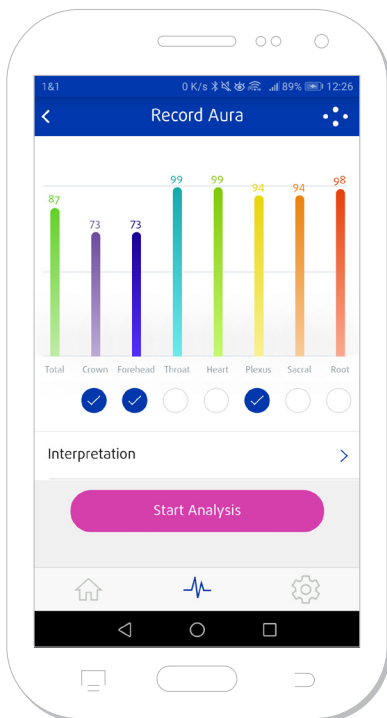 1&1 0 K/s 89% 12:26
Record Aura
99 99 98
94 94
87
73 73
Total Crown Forehead Throat Heart Plexus Sacral Root
Interpretation
Start Analysis